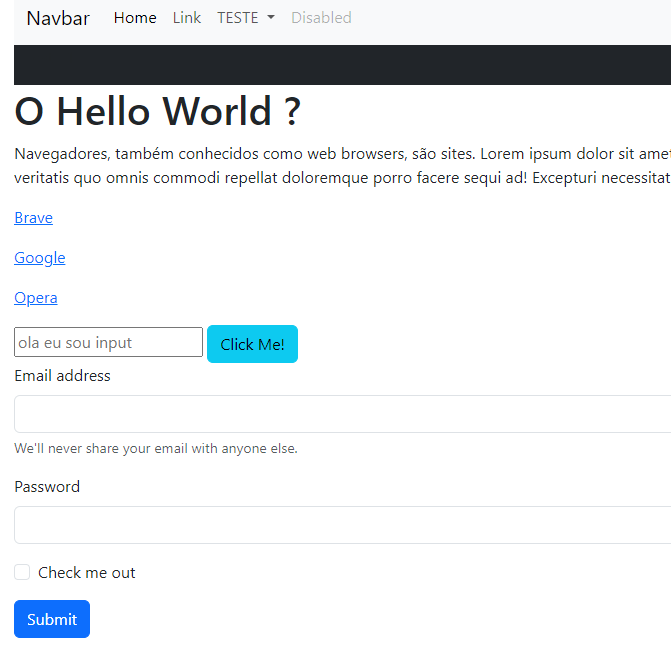 Navbar Home Link TESTE Disabled
O Hello World ?
Navegadores, também conhecidos como web browsers, são sites. Lorem ipsum dolor sit amet
veritatis quo omnis commodi repellat doloremque porro facere sequi ad! Excepturi necessitat
Brave
Google
Opera
ola eu sou input Click Me!
Email address
We'll never share your email with anyone else.
Password
Check me out
Submit